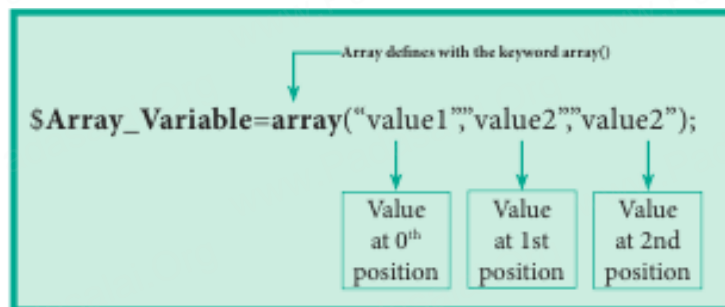 Array defines with the keyword array()
$Array_Variable=array(“value1”,”value2”,”value2”);
Value
at 0th
position
Value
at 1st
position
Value
at 2nd
position